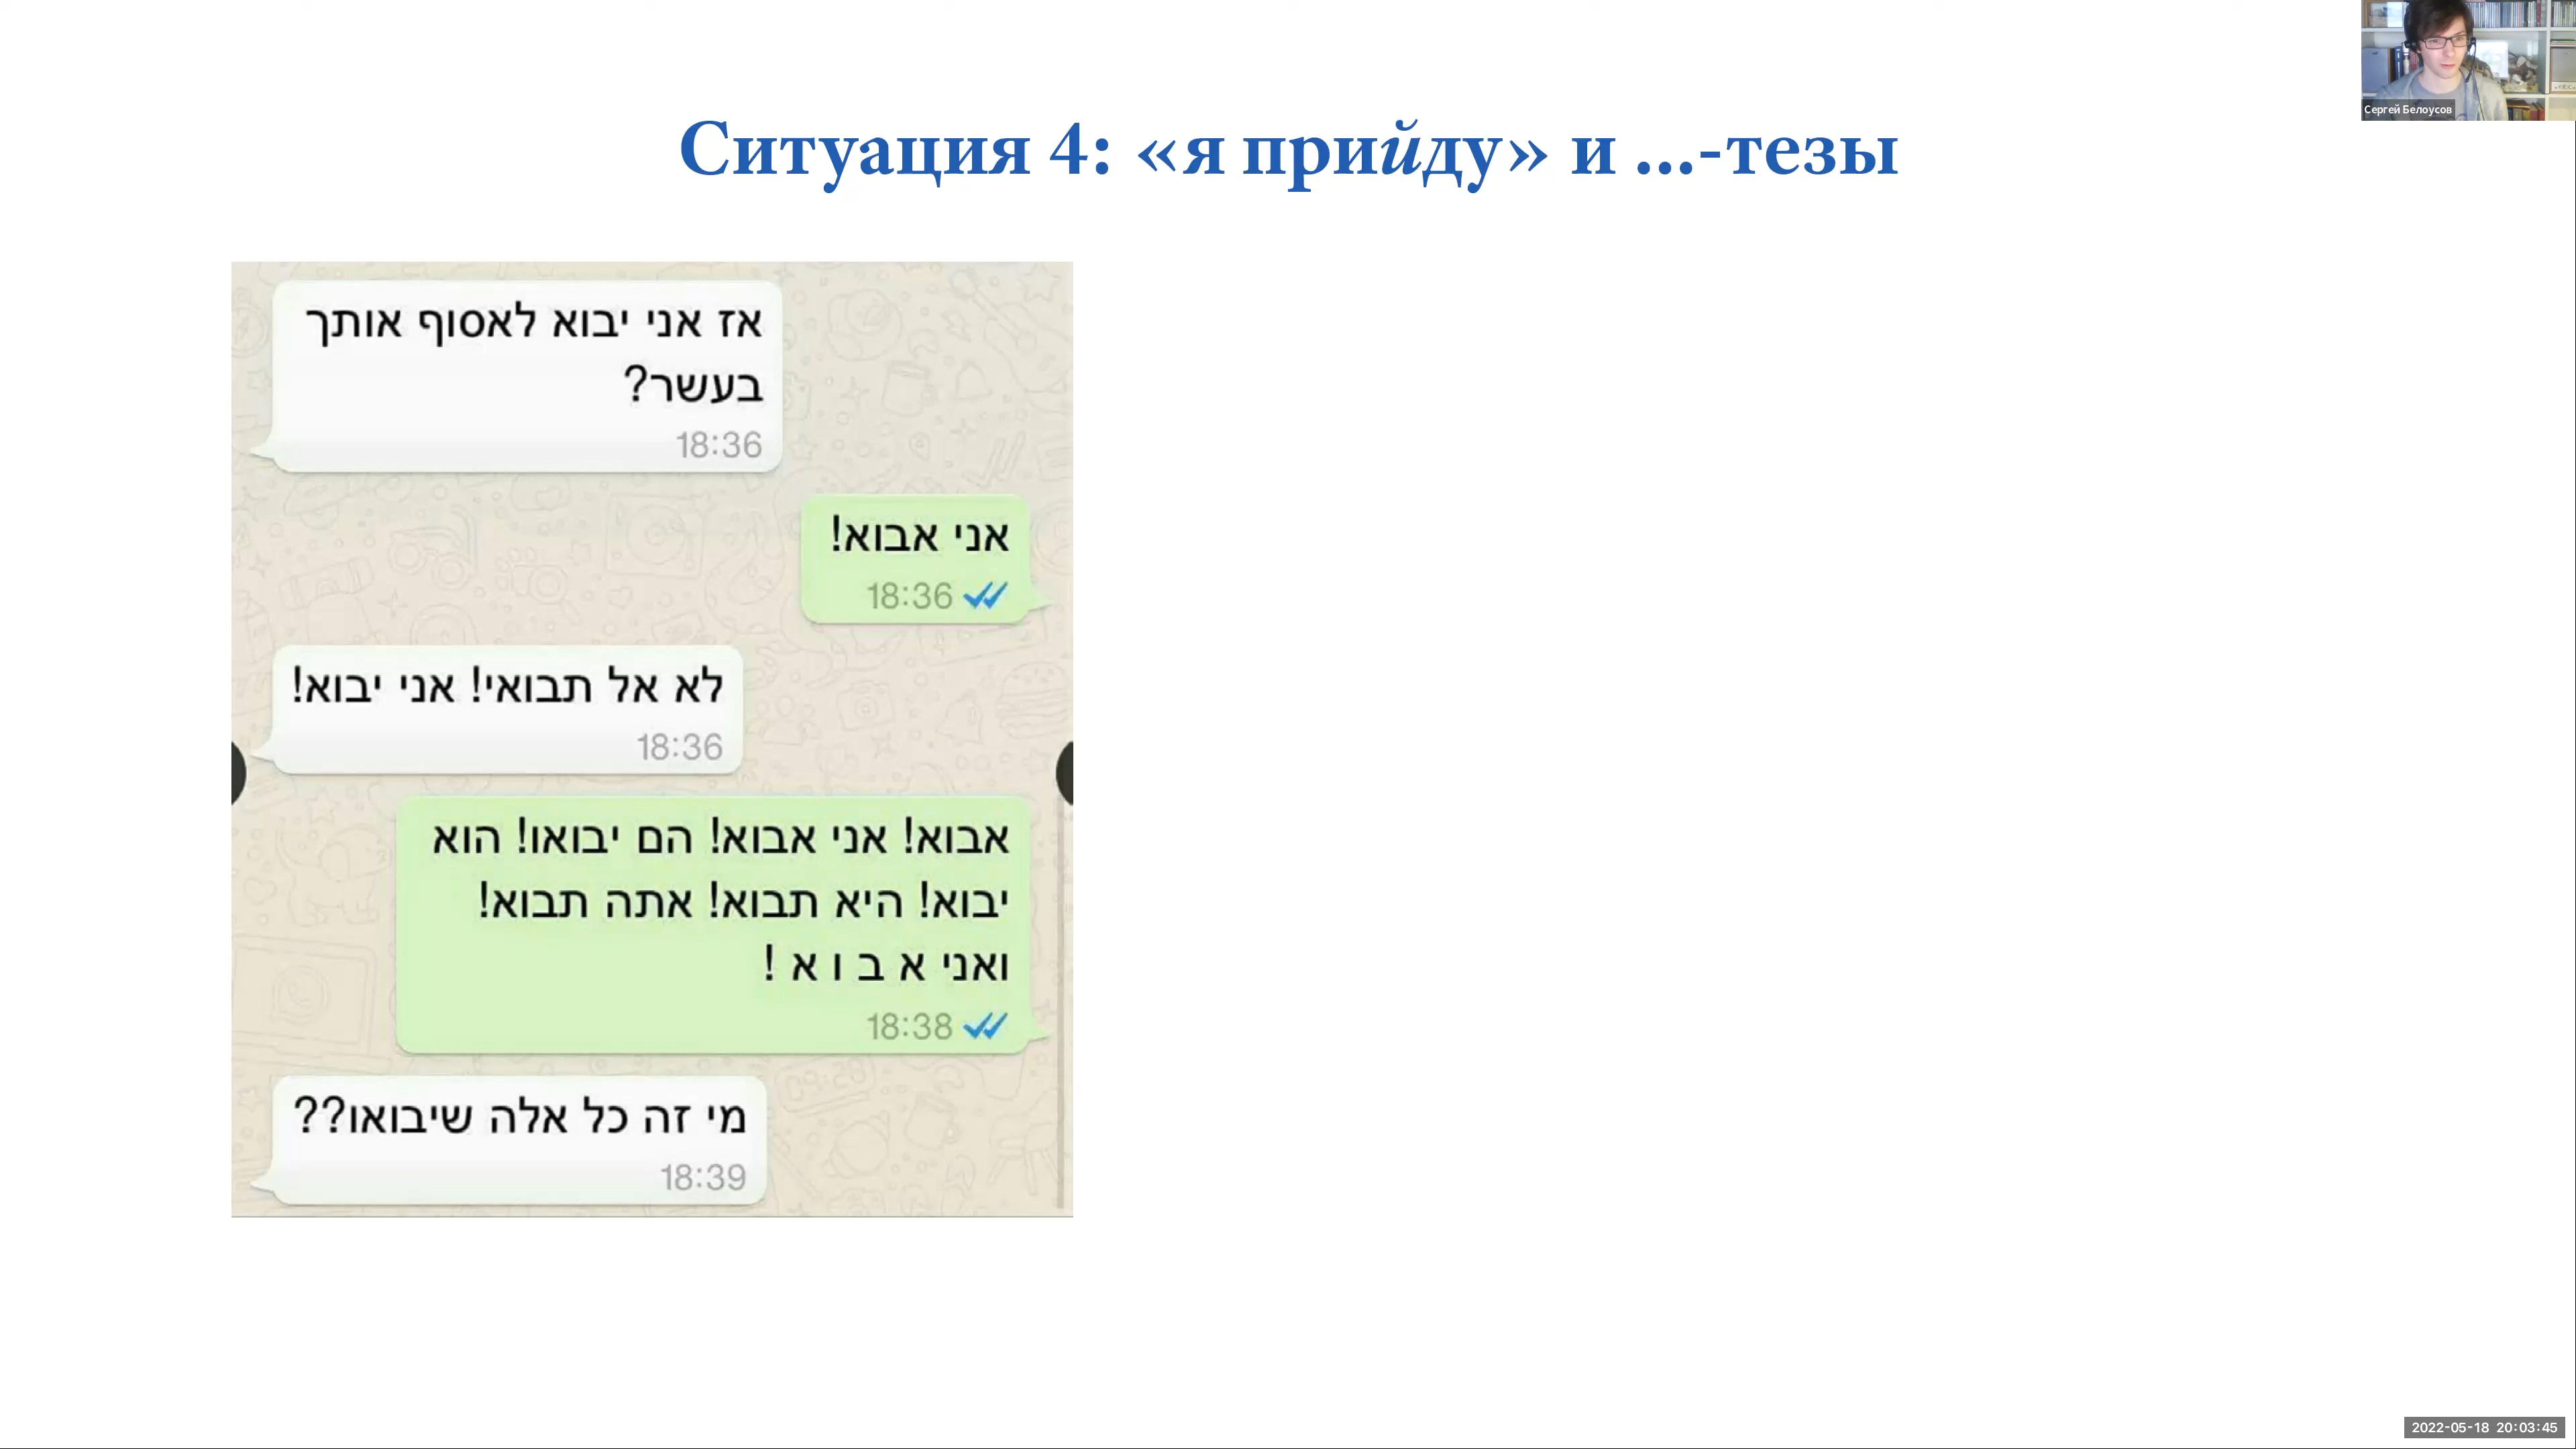 Сергей Белоусов
Ситуация 4: «я прийду» и ...-тезы
אז אני יבוא לאסוף אותך
בעשר?
18:36
אני אבוא!
18:36
לא אל תבואי! אני יבוא!
18:36
אבוא! אני אבוא! הם יבואו! הוא
יבוא! היא תבוא! אתה תבוא!
ואני א ב ו א !
18:38
מי זה כל אלה שיבואו??
18:39
2022-05-18 20:03:45